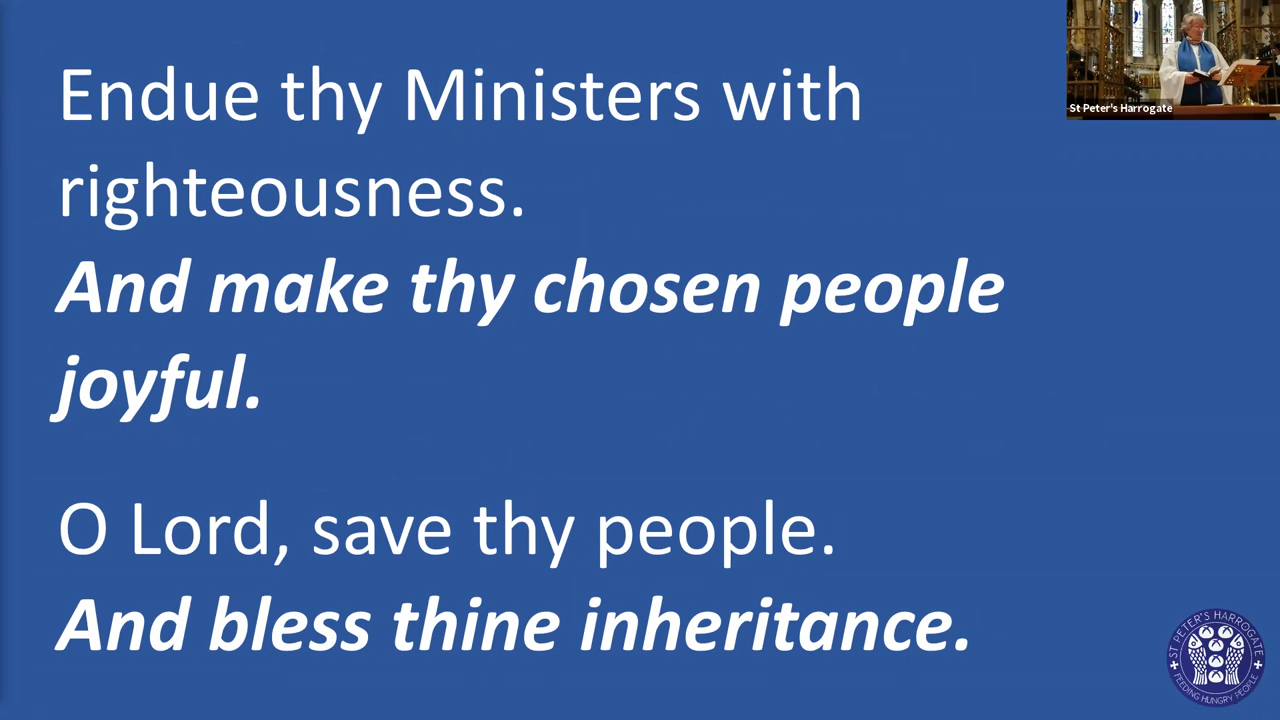 Endue thy Ministers with
righteousness.
And make thy chosen people
joyful.
O Lord, save thy people.
And bless thine inheritance.
St Peter's Harrogate
ST PETER'S HARROGATE
FEEDING HUNGRY PEOPLE